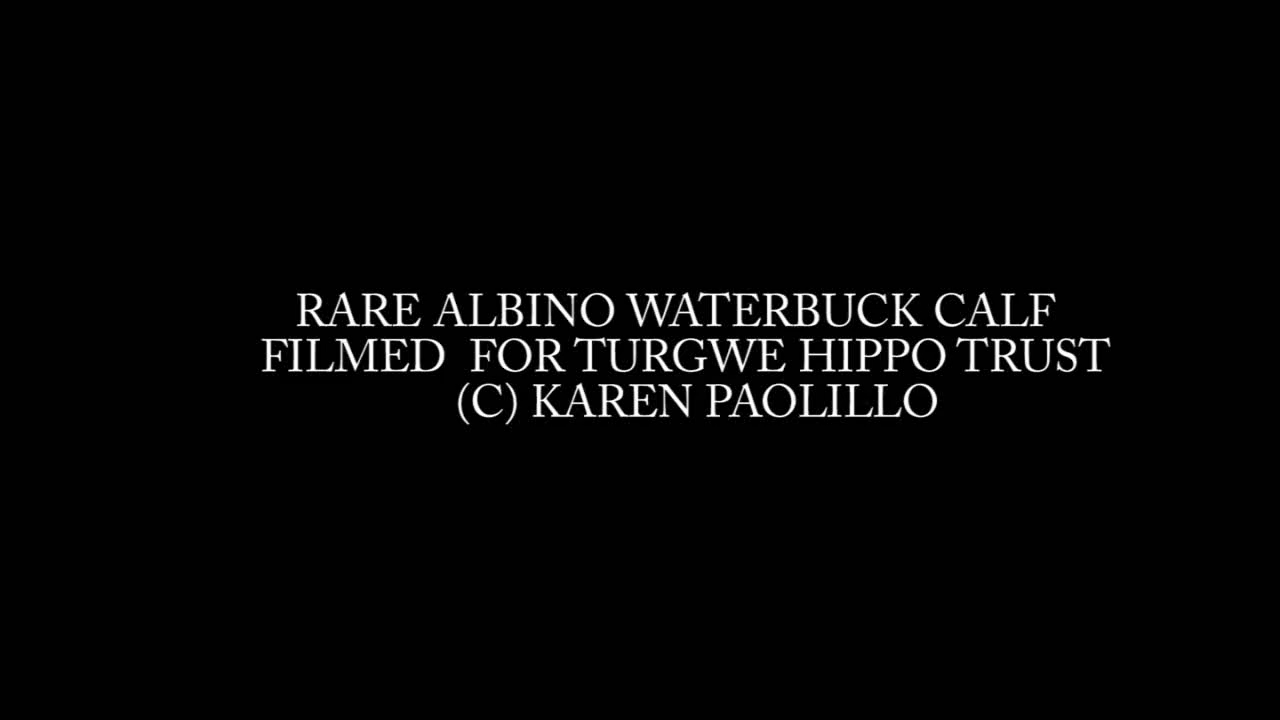 RARE ALBINO WATERBUCK CALF
FILMED  FOR TURGWE HIPPO TRUST
(C) KAREN PAOLILLO